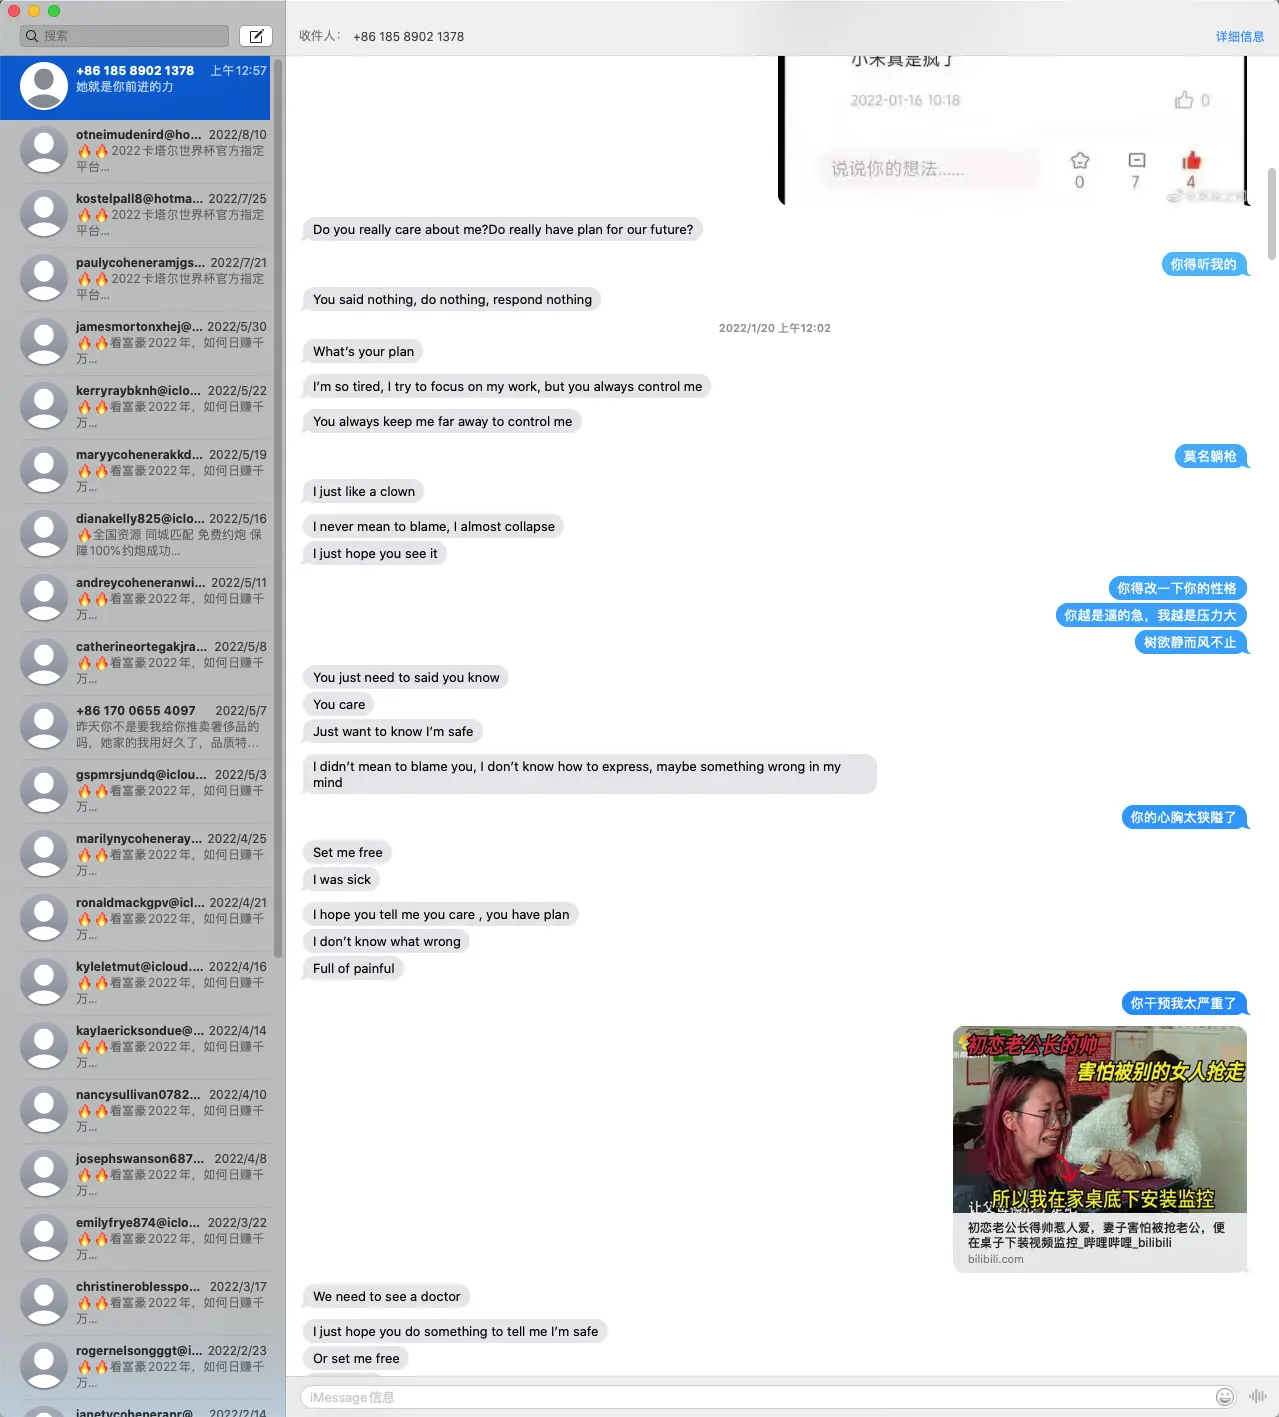 搜索
+86 185 8902 1378 上午12:57
她就是你前进的力
otneimudenird@ho... 2022/8/10
🔥🔥2022卡塔尔世界杯官方指定
平台...
kostelpall8@hotma... 2022/7/25
🔥🔥2022卡塔尔世界杯官方指定
平台...
paulycoheneramjgs... 2022/7/21
🔥🔥2022卡塔尔世界杯官方指定
平台...
jamesmortonxhej@... 2022/5/30
🔥🔥看富豪2022年，如何日赚千
万...
kerryraybknh@iclo... 2022/5/22
🔥🔥看富豪2022年，如何日赚千
万...
maryycohenerakkd... 2022/5/19
🔥🔥看富豪2022年，如何日赚千
万...
dianakelly825@iclo... 2022/5/16
🔥全国资源 同城匹配 免费约炮 保
障100%约炮成功...
andreycoheneranwi... 2022/5/11
🔥🔥看富豪2022年，如何日赚千
万...
catherineortegakjra... 2022/5/8
🔥🔥看富豪2022年，如何日赚千
万...
+86 170 0655 4097 2022/5/7
昨天你不是要我给你推卖奢侈品的
吗，她家的我用好久了，品质特...
gspmrsjundq@iclou... 2022/5/3
🔥🔥看富豪2022年，如何日赚千
万...
marilynycoheneray... 2022/4/25
🔥🔥看富豪2022年，如何日赚千
万...
ronaldmackgpv@icl... 2022/4/21
🔥🔥看富豪2022年，如何日赚千
万...
kyleletmut@icloud.... 2022/4/16
🔥🔥看富豪2022年，如何日赚千
万...
kaylaericksondue@... 2022/4/14
🔥🔥看富豪2022年，如何日赚千
万...
nancysullivan0782... 2022/4/10
🔥🔥看富豪2022年，如何日赚千
万...
josephswanson687... 2022/4/8
🔥🔥看富豪2022年，如何日赚千
万...
emilyfrye874@iclo... 2022/3/22
🔥🔥看富豪2022年，如何日赚千
万...
christineroblesspo... 2022/3/17
🔥🔥看富豪2022年，如何日赚千
万...
rogernelsongggt@i... 2022/2/23
🔥🔥看富豪2022年，如何日赚千
万...
janetycoheneranr@... 2022/2/14
收件人： +86 185 8902 1378 详细信息
小米真是疯了
2022-01-16 10:18 0
说说你的想法......
0 7 4
Do you really care about me?Do really have plan for our future?
你得听我的
You said nothing, do nothing, respond nothing
2022/1/20 上午12:02
What's your plan
I'm so tired, I try to focus on my work, but you always control me
You always keep me far away to control me
莫名躺枪
I just like a clown
I never mean to blame, I almost collapse
I just hope you see it
你得改一下你的性格
你越是逼的急，我越是压力大
树欲静而风不止
You just need to said you know
You care
Just want to know I'm safe
I didn't mean to blame you, I don't know how to express, maybe something wrong in my
mind
你的心胸太狭隘了
Set me free
I was sick
I hope you tell me you care , you have plan
I don't know what wrong
Full of painful
你干预我太严重了
初恋老公长的帅
害怕被别的女人抢走
所以我在家桌底下安装监控
初恋老公长得帅惹人爱，妻子害怕被抢老公，便
在桌子下装视频监控_哔哩哔哩_bilibili
bilibili.com
We need to see a doctor
I just hope you do something to tell me I'm safe
Or set me free
iMessage信息